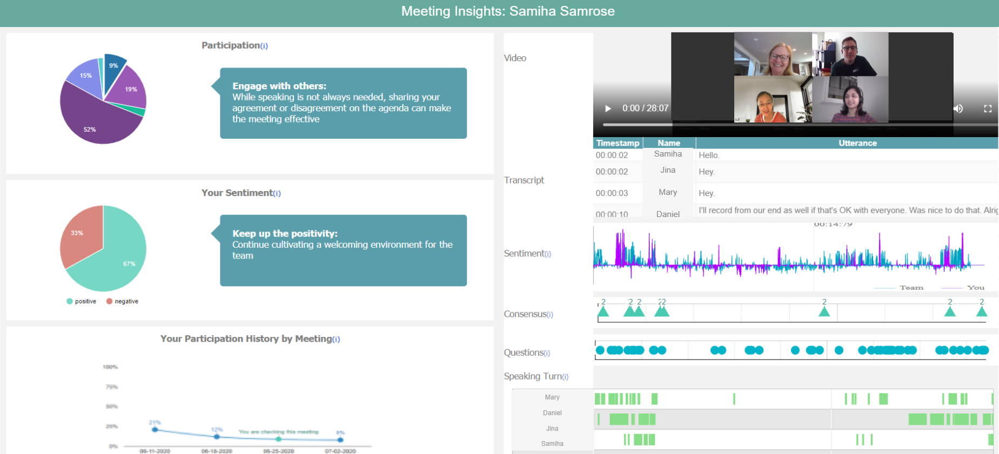 Meeting Insights: Samiha Samrose
Participation(i)
9%
19%
15%
52%
Engage with others:
While speaking is not always needed, sharing your
agreement or disagreement on the agenda can make
the meeting effective
Your Sentiment(i)
33%
67%
positive negative
Keep up the positivity:
Continue cultivating a welcoming environment for the
team
Your Participation History by Meeting(i)
100%
75%
50%
25%
0%
21%
12%
You are checking this meeting
8%
06-11-2020 06-18-2020 06-25-2020 07-02-2020
Video
0:00 / 28:07
Transcript
Timestamp Name Utterance
00:00:02 Samiha Hello.
00:00:02 Jina Hey.
00:00:03 Mary Hey.
00:00:10 Daniel I'll record from our end as well if that's OK with everyone. Was nice to do that. Alrig
Sentiment(i)
Team You
Consensus(i)
2 2 2 2 2 2 2 2
Questions(i)
Speaking Turn(i)
Mary
Daniel
Jina
Samiha